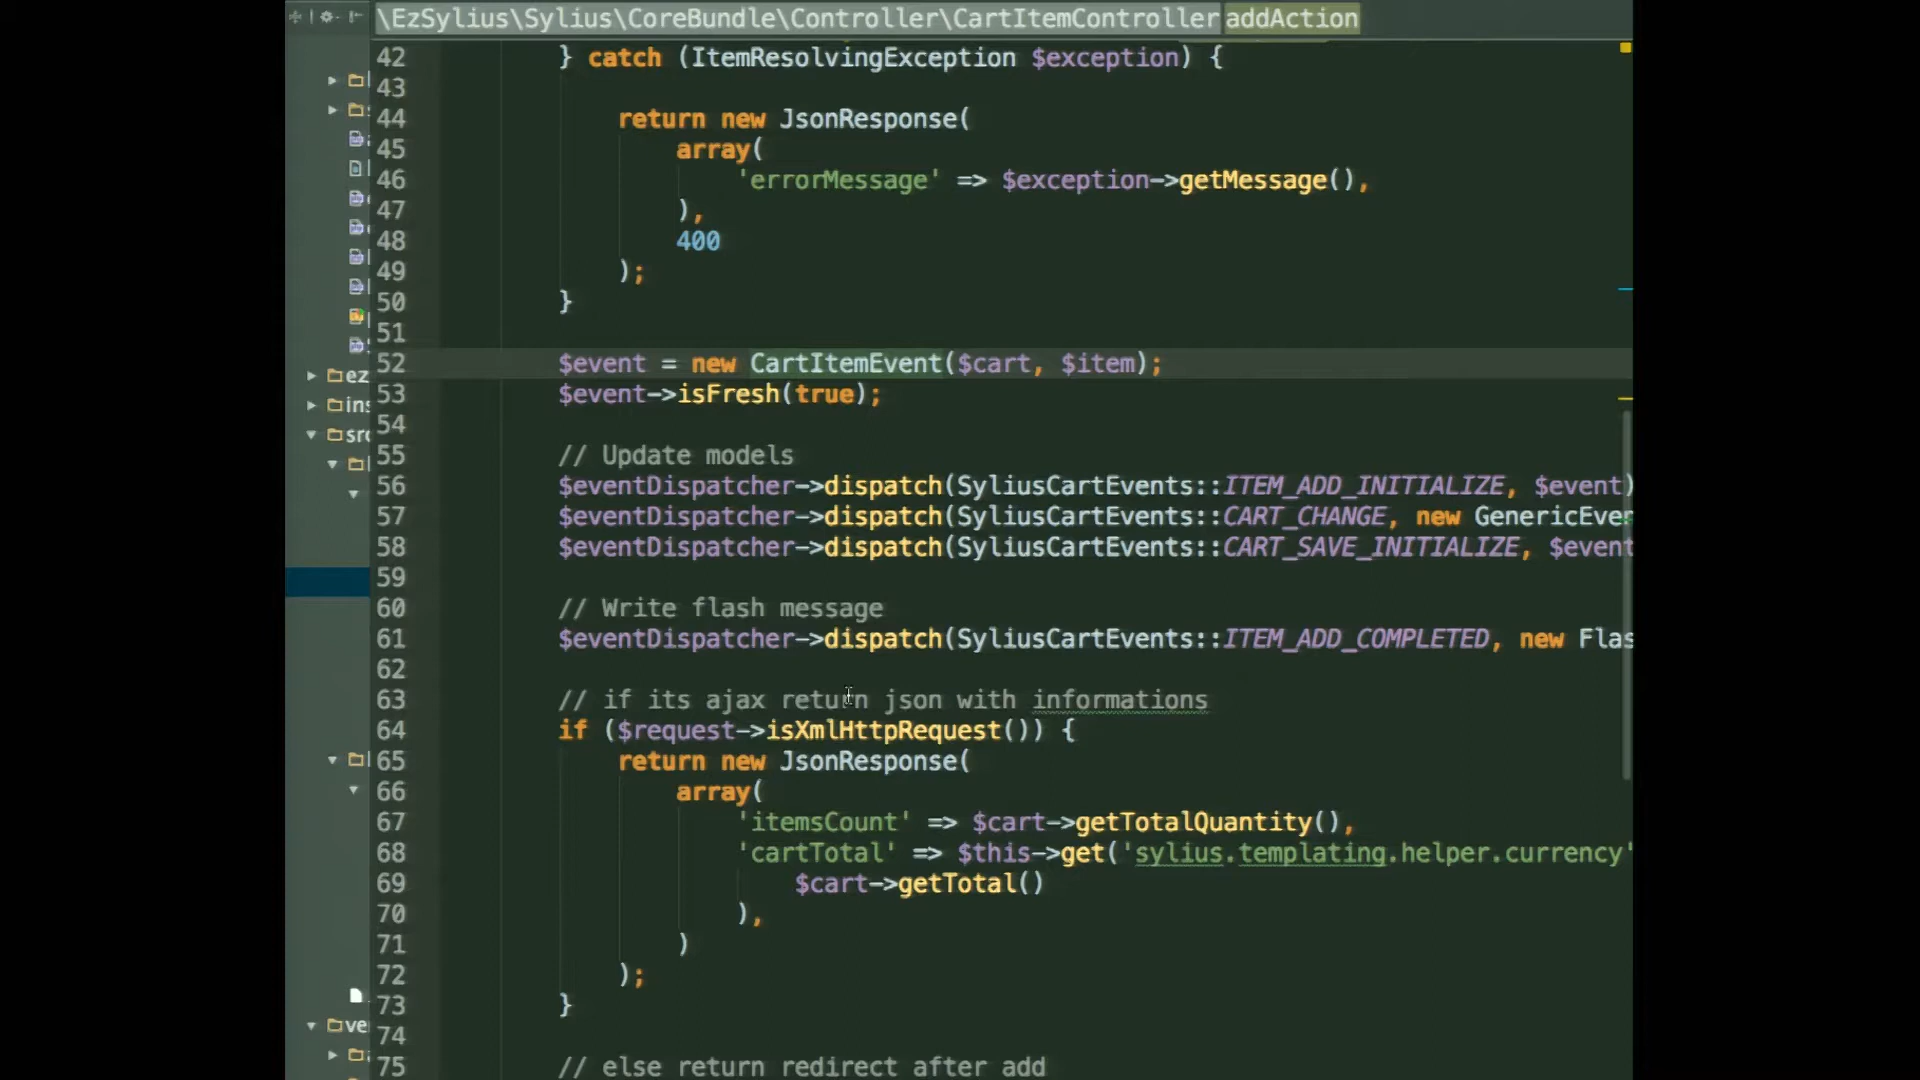 \EzSylius\Sylius\CoreBundle\Controller\CartItemController addAction
42 } catch (ItemResolvingException $exception) {
43
44 return new JsonResponse(
45 array(
46 'errorMessage' => $exception->getMessage(),
47 ),
48 400
49 );
50 }
51
52 $event = new CartItemEvent($cart, $item);
53 $event->isFresh(true);
54
55 // Update models
56 $eventDispatcher->dispatch(SyliusCartEvents::ITEM_ADD_INITIALIZE, $event)
57 $eventDispatcher->dispatch(SyliusCartEvents::CART_CHANGE, new GenericEven
58 $eventDispatcher->dispatch(SyliusCartEvents::CART_SAVE_INITIALIZE, $event
59
60 // Write flash message
61 $eventDispatcher->dispatch(SyliusCartEvents::ITEM_ADD_COMPLETED, new Flas
62
63 // if its ajax return json with informations
64 if ($request->isXmlHttpRequest()) {
65 return new JsonResponse(
66 array(
67 'itemsCount' => $cart->getTotalQuantity(),
68 'cartTotal' => $this->get('sylius.templating.helper.currency'
69 $cart->getTotal()
70 ),
71 )
72 );
73 }
74
75 // else return redirect after add
ez
ins
src
ve